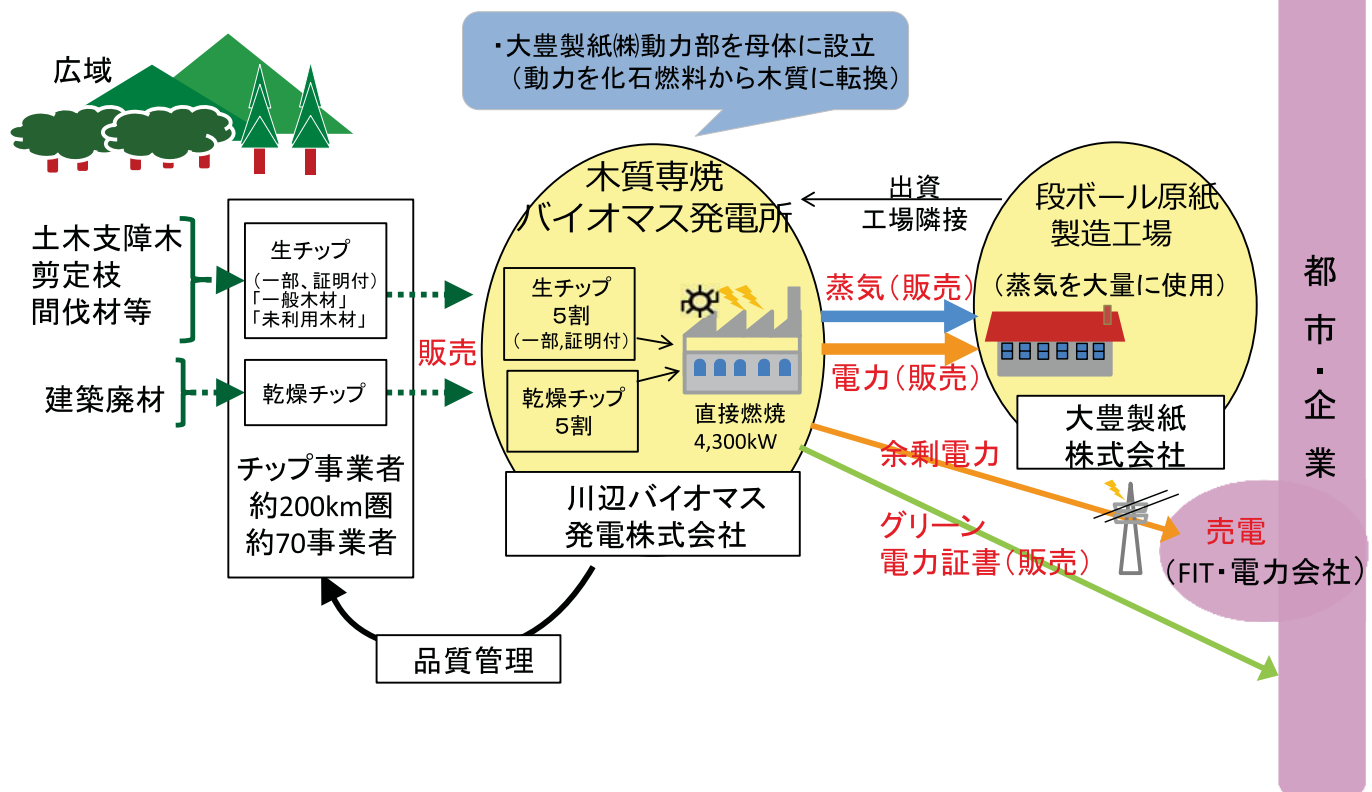 ・大豊製紙㈱動力部を母体に設立
（動力を化石燃料から木質に転換）
広域
土木支障木
剪定枝
間伐材等
建築廃材
生チップ
（一部、証明付）
「一般木材」
「未利用木材」
乾燥チップ
チップ事業者
約200km圏
約70事業者
販売
木質専焼
バイオマス発電所
生チップ
５割
（一部,証明付）
乾燥チップ
５割
直接燃焼
4,300kW
川辺バイオマス
発電株式会社
品質管理
出資
工場隣接
蒸気（販売）
電力（販売）
余剰電力
グリーン
電力証書（販売）
段ボール原紙
製造工場
（蒸気を大量に使用）
大豊製紙
株式会社
売電
（FIT・電力会社）
都市・企業